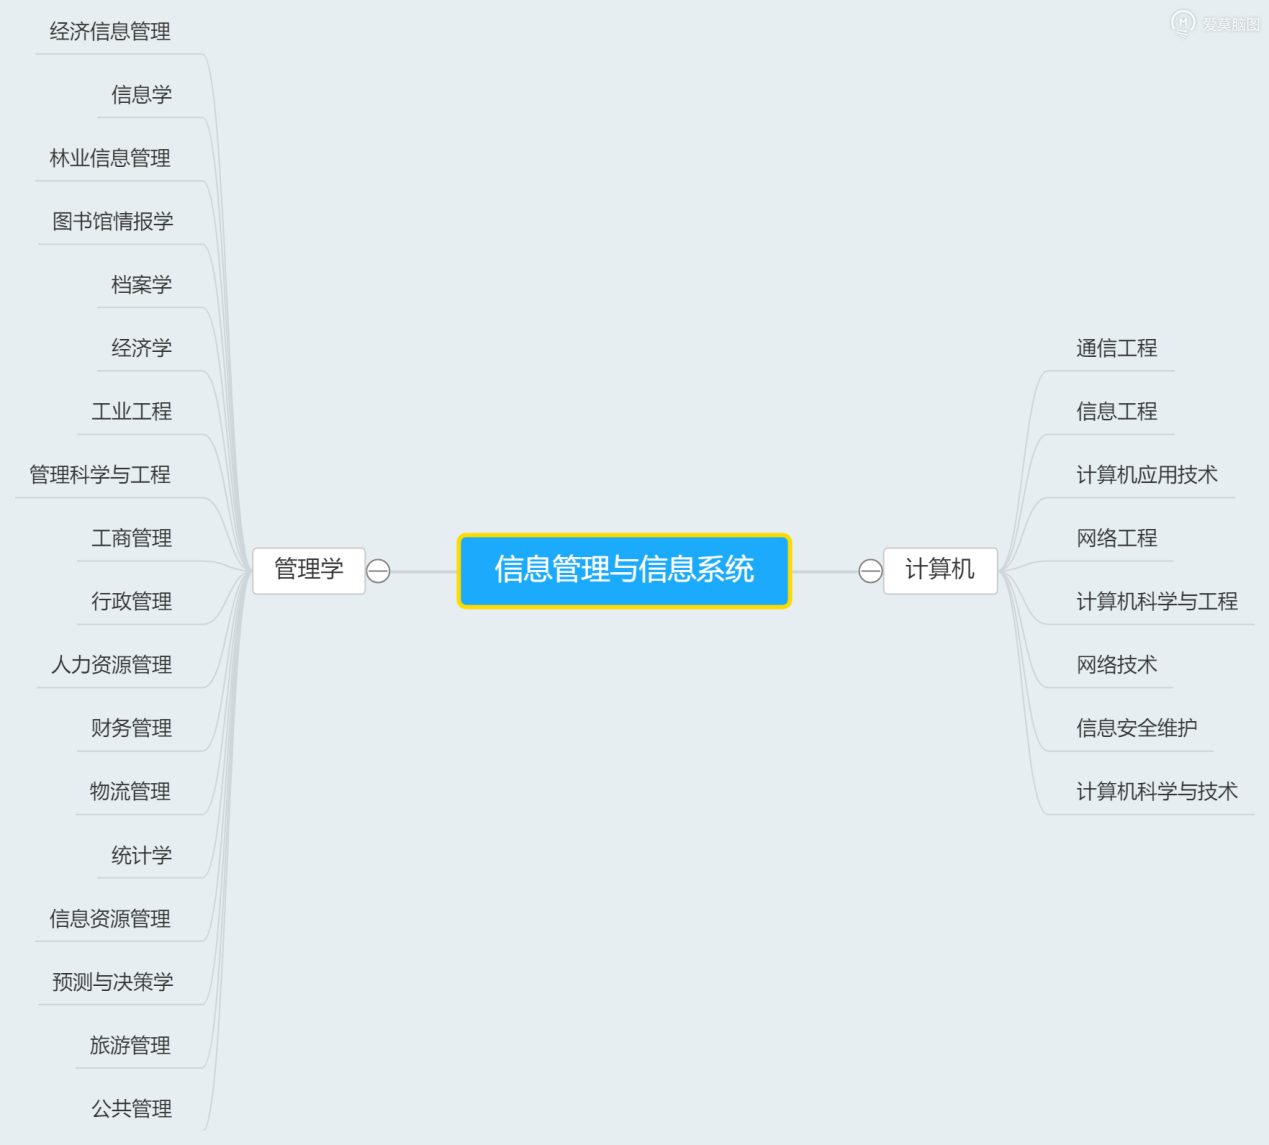 爱莫脑图
经济信息管理
信息学
林业信息管理
图书馆情报学
档案学
经济学
工业工程
管理科学与工程
工商管理
行政管理
人力资源管理
财务管理
物流管理
统计学
信息资源管理
预测与决策学
旅游管理
公共管理
管理学
信息管理与信息系统
计算机
通信工程
信息工程
计算机应用技术
网络工程
计算机科学与工程
网络技术
信息安全维护
计算机科学与技术